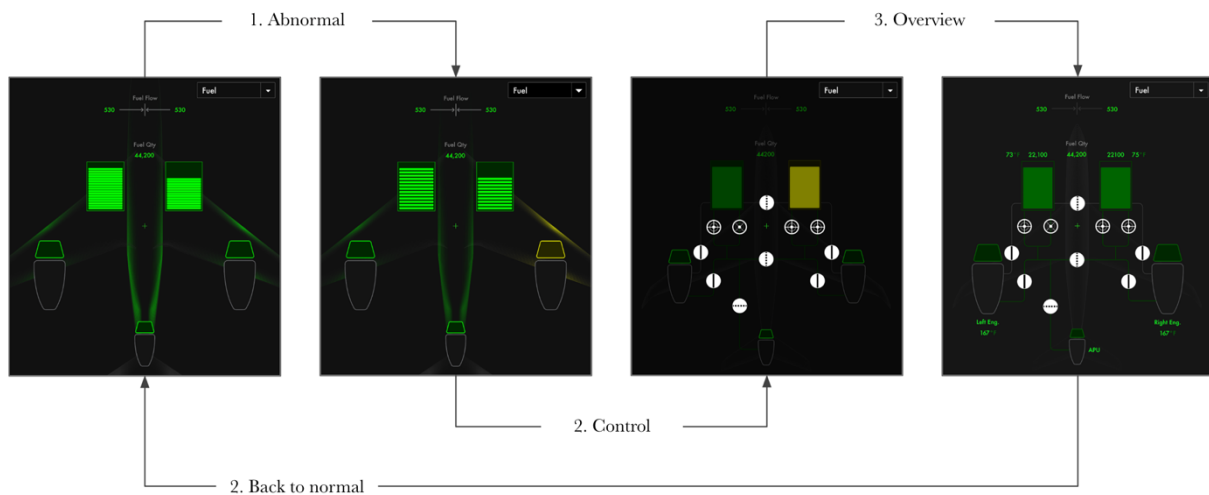 1. Abnormal
3. Overview
Fuel
Fuel Flow
530 530
Fuel Qty
44,200
Fuel
Fuel Flow
530 530
Fuel Qty
44,200
Fuel
Fuel Flow
530 530
Fuel Qty
44200
Fuel
Fuel Flow
530 530
Fuel Qty
73°F 22,100 44,200 22100 75°F
Left Eng.
167°F
Right Eng.
167°F
APU
2. Control
2. Back to normal